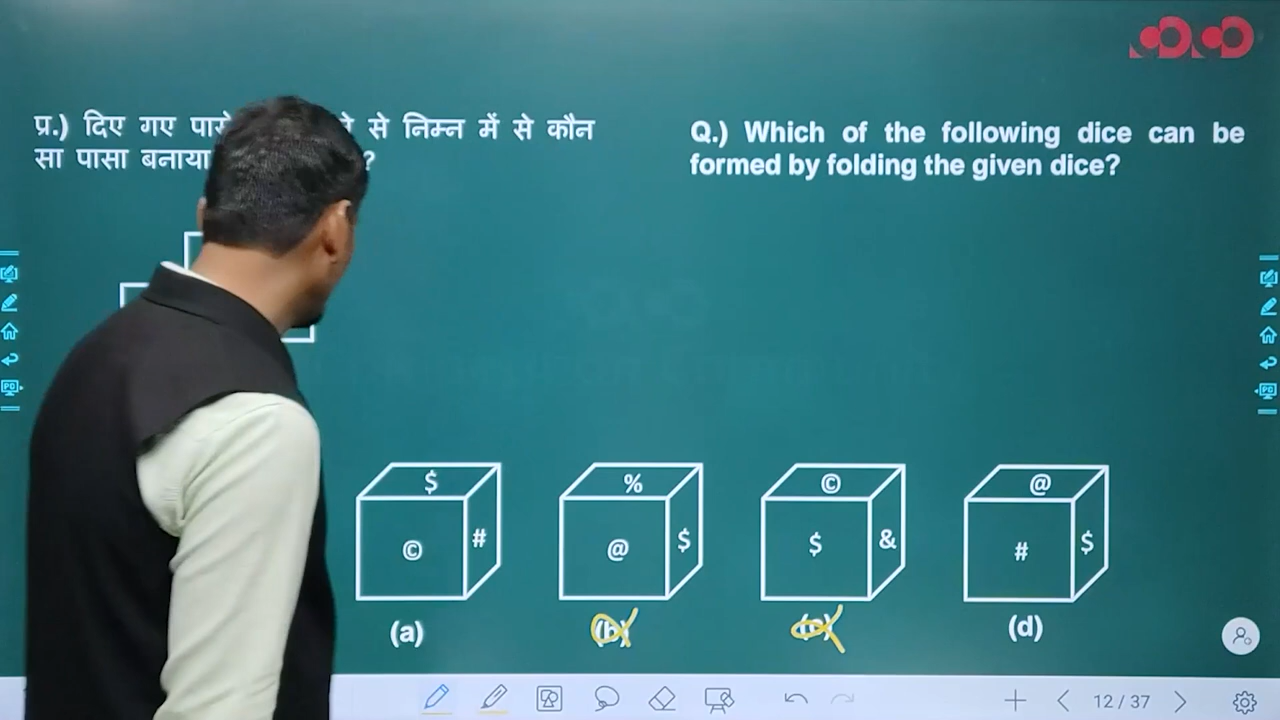 प्र.) दिए गए से निम्न में से कौन
सा पासा बनाया ?
Q.) Which of the following dice can be
formed by folding the given dice?
$ % © @
© # @ $ $ & # $
(a) (b) (c) (d)
12 / 37